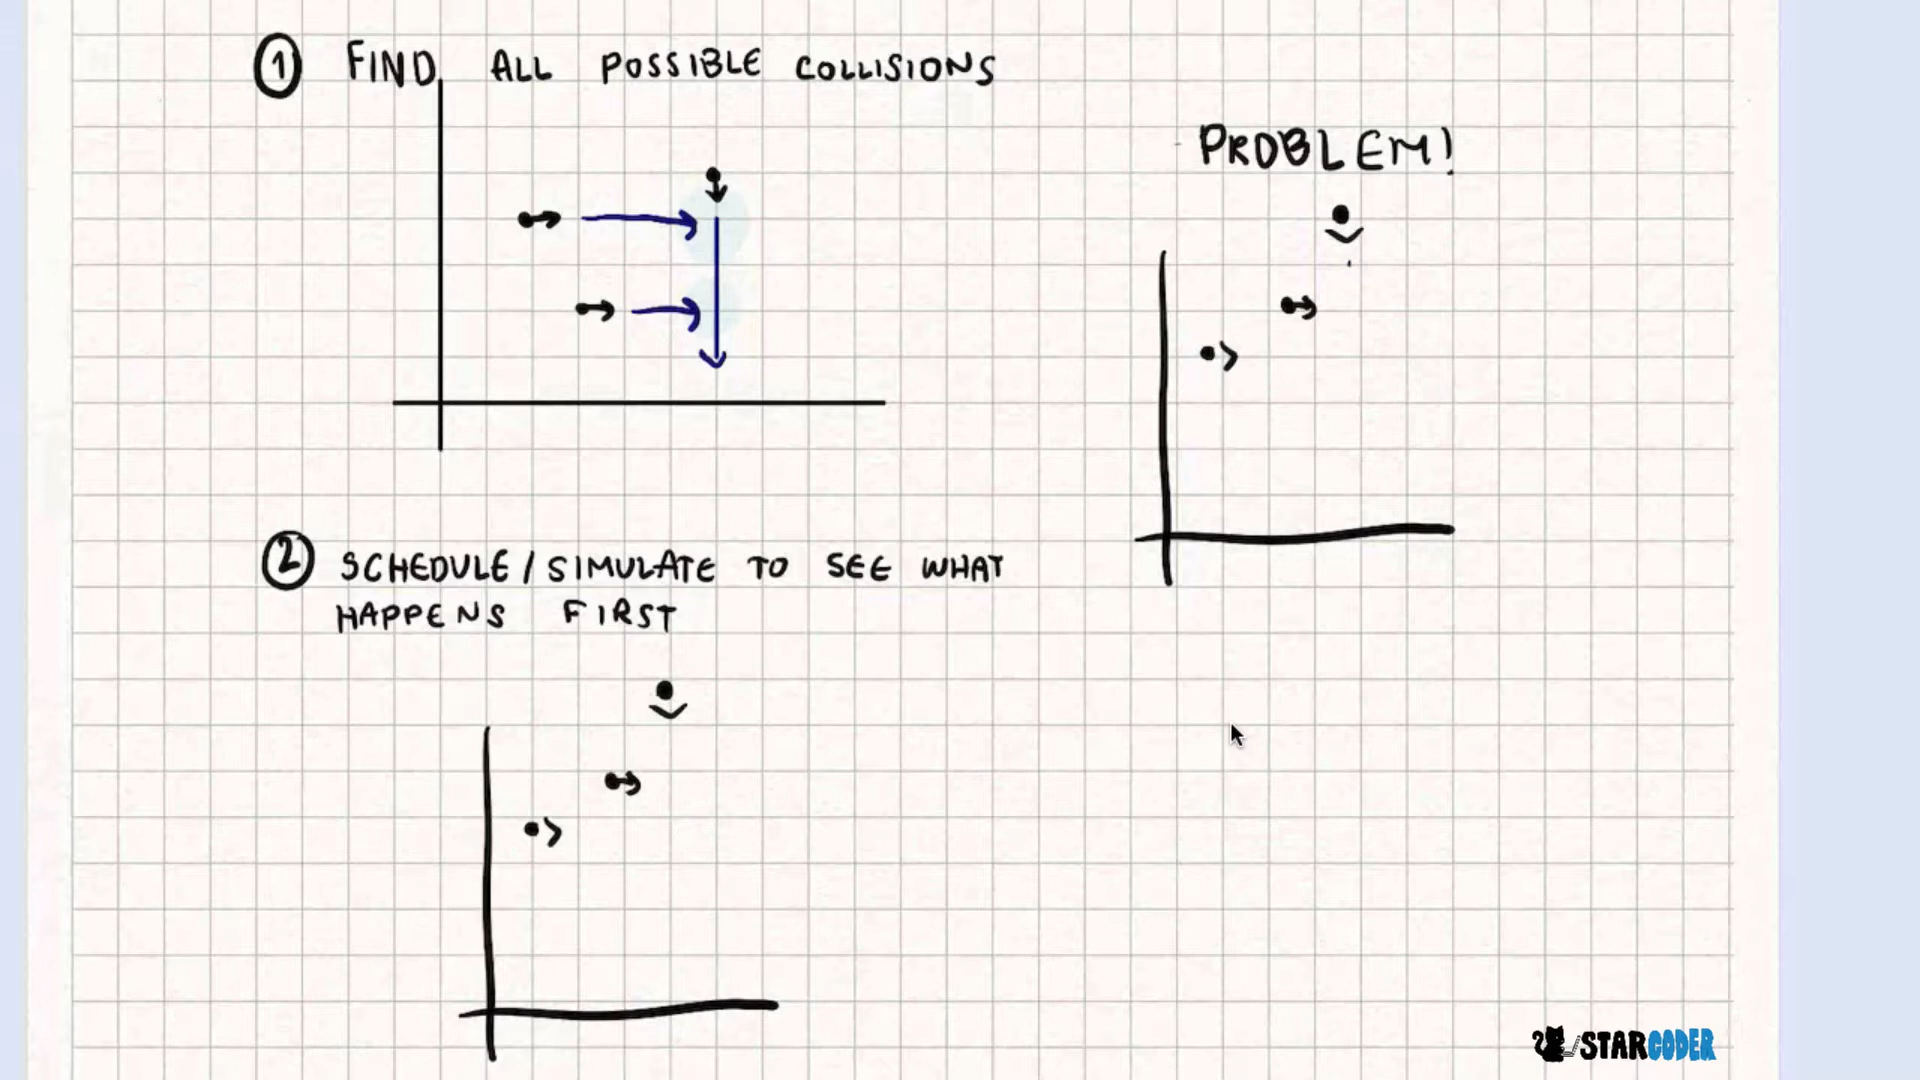 1 FIND ALL POSSIBLE COLLISIONS
PROBLEM!
2 SCHEDULE/SIMULATE TO SEE WHAT
HAPPENS FIRST
STARCODER